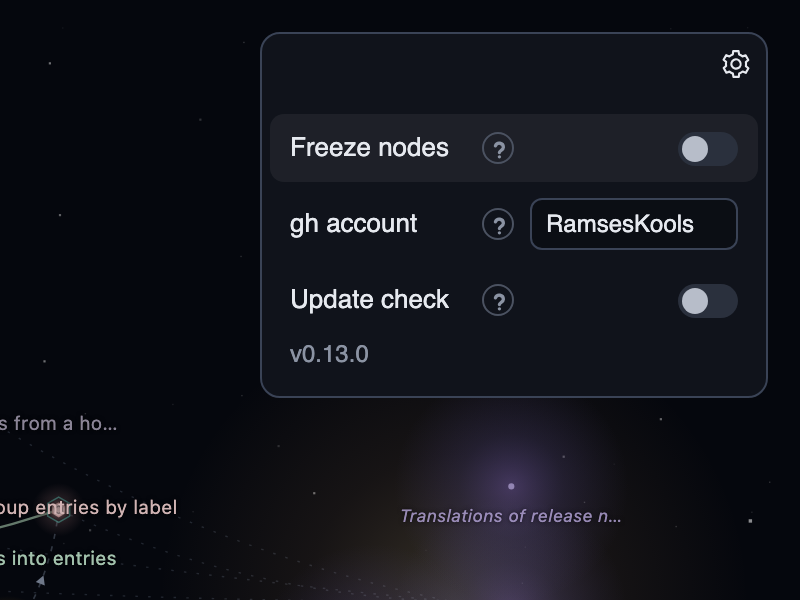 Freeze nodes ?
gh account ? RamsesKools
Update check ?
v0.13.0
s from a ho...
oup entries by label
Translations of release n...
s into entries